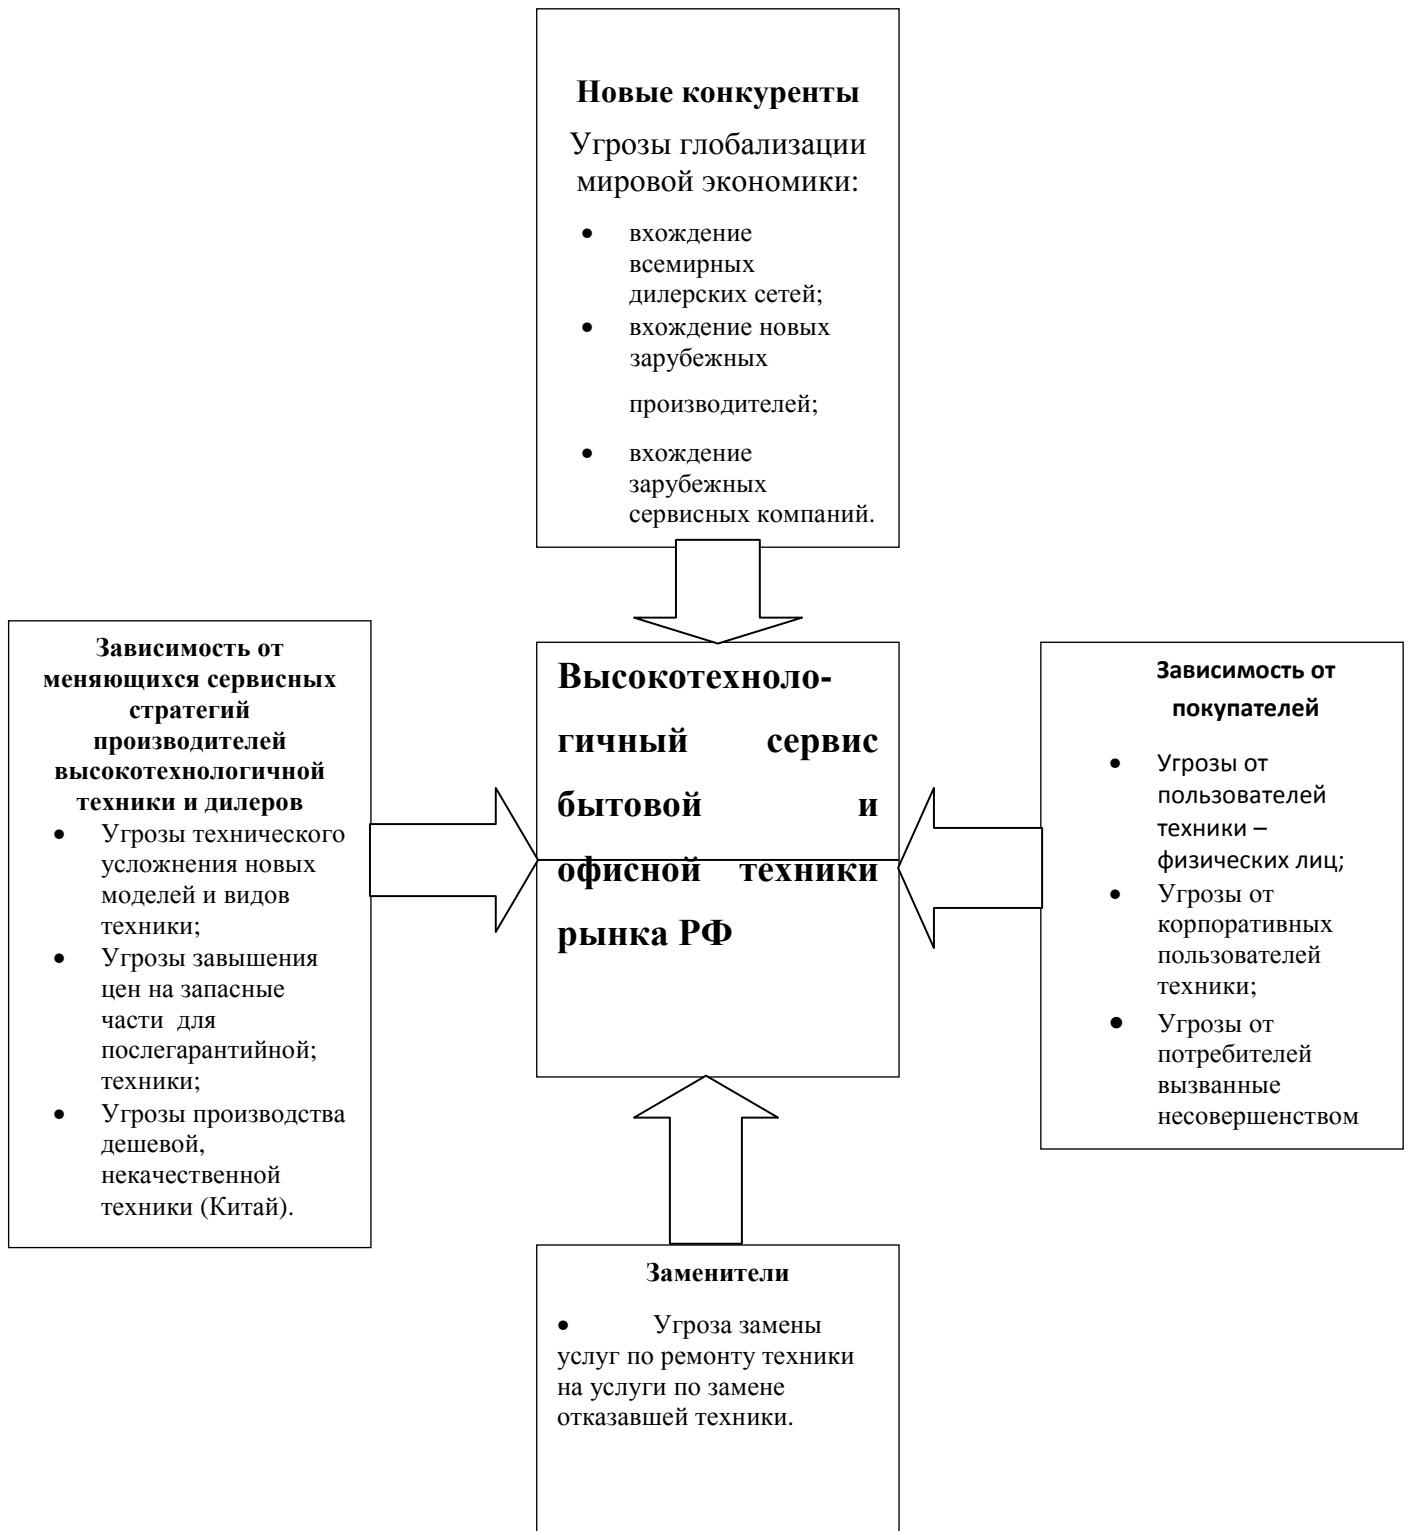 Новые конкуренты
Угрозы глобализации
мировой экономики:
• вхождение
всемирных
дилерских сетей;
• вхождение новых
зарубежных
производителей;
• вхождение
зарубежных
сервисных компаний.
Зависимость от
меняющихся сервисных
стратегий
производителей
высокотехнологичной
техники и дилеров
• Угрозы технического
усложнения новых
моделей и видов
техники;
• Угрозы завышения
цен на запасные
части для
послегарантийной;
техники;
• Угрозы производства
дешевой,
некачественной
техники (Китай).
Высокотехноло-
гичный сервис
бытовой и
офисной техники
рынка РФ
Зависимость от
покупателей
• Угрозы от
пользователей
техники –
физических лиц;
• Угрозы от
корпоративных
пользователей
техники;
• Угрозы от
потребителей
вызванные
несовершенством
Заменители
• Угроза замены
услуг по ремонту техники
на услуги по замене
отказавшей техники.